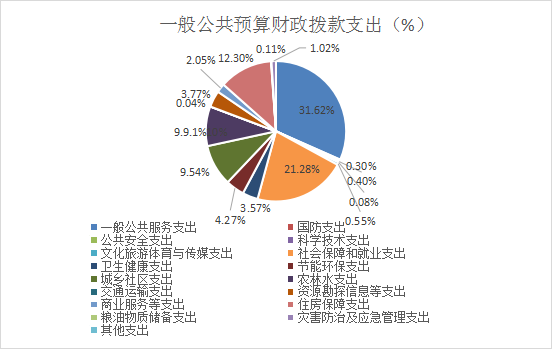 一般公共预算财政拨款支出（%）
0.11%
1.02%
2.05%
12.30%
3.77%
0.04%
31.62%
9.9.1%
0.30%
0.40%
21.28%
9.54%
0.08%
3.57%
4.27%
0.55%
一般公共服务支出
国防支出
公共安全支出
科学技术支出
文化旅游体育与传媒支出
社会保障和就业支出
卫生健康支出
节能环保支出
城乡社区支出
农林水支出
交通运输支出
资源勘探信息等支出
商业服务等支出
住房保障支出
粮油物质储备支出
灾害防治及应急管理支出
其他支出